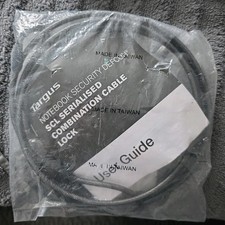 MADE IN TAIWAN
targus
NOTEBOOK SECURITY DEFCON
SCL SERIALISED
COMBINATION CABLE
LOCK
MADE IN TAIWAN
MADE IN TAIWAN
User Guide